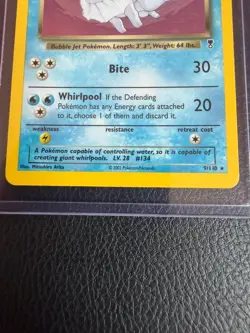 Bubble Jet Pokémon. Length: 3' 3", Weight: 64 lbs.
Bite 30
Whirlpool If the Defending
Pokémon has any Energy cards attached
to it, choose 1 of them and discard it.
20
weakness resistance retreat cost
A Pokémon capable of controlling water, so it is capable of
creating giant whirlpools. LV. 28 #134
Illus. Mitsuhiro Arita ©2002 Pokémon/Nintendo 9/110 ★